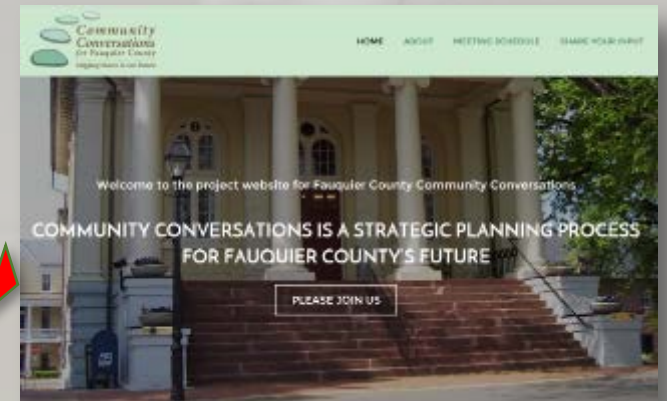 Community
Conversations
for Fauquier County
HOME ABOUT MEETING SCHEDULE SHARE YOUR INPUT
Welcome to the project website for Fauquier County Community Conversations
COMMUNITY CONVERSATIONS IS A STRATEGIC PLANNING PROCESS
FOR FAUQUIER COUNTY'S FUTURE
PLEASE JOIN US